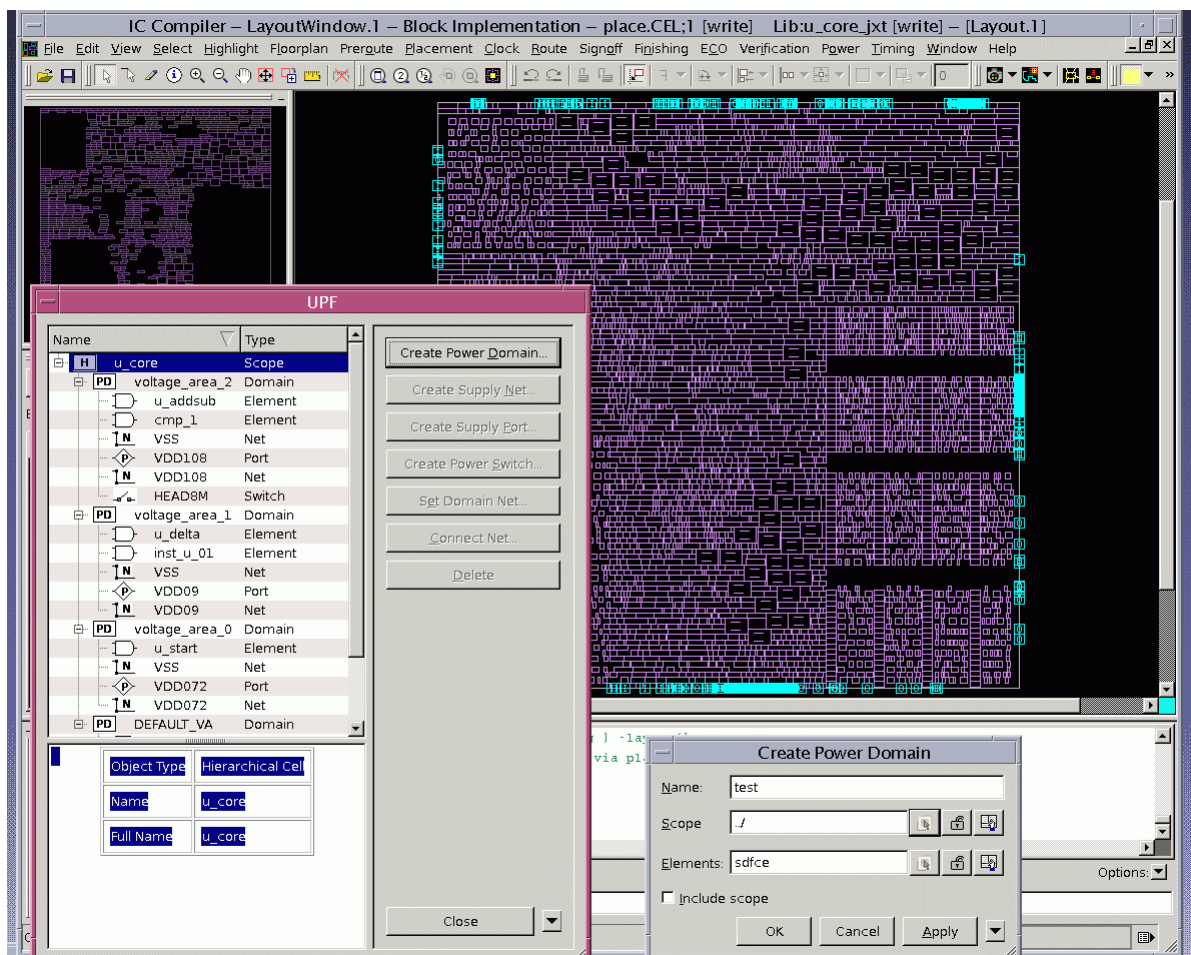 IC Compiler – LayoutWindow.1 – Block Implementation – place.CEL;1 [write] Lib:u_core_jxt [write] – [Layout.1]
File Edit View Select Highlight Floorplan Preroute Placement Clock Route Signoff Finishing ECO Verification Power Timing Window Help
0
UPF
Name Type
H u_core Scope
PD voltage_area_2 Domain
u_addsub Element
cmp_1 Element
N VSS Net
P VDD108 Port
N VDD108 Net
HEAD8M Switch
PD voltage_area_1 Domain
u_delta Element
inst_u_01 Element
N VSS Net
P VDD09 Port
N VDD09 Net
PD voltage_area_0 Domain
u_start Element
N VSS Net
P VDD072 Port
N VDD072 Net
PD DEFAULT_VA Domain
Create Power Domain...
Create Supply Net...
Create Supply Port...
Create Power Switch...
Set Domain Net...
Connect Net...
Delete
Object Type Hierarchical Cell
Name u_core
Full Name u_core
Close
via pl
Create Power Domain
Name: test
Scope ../
Elements: sdfce
Include scope
OK Cancel Apply
Options: